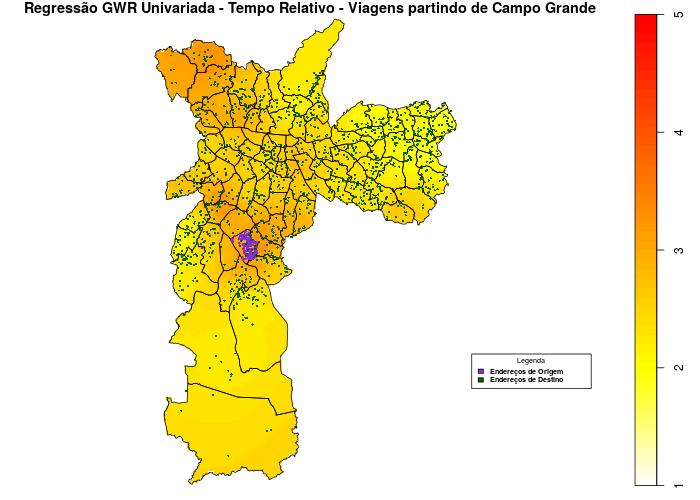 Regressão GWR Univariada - Tempo Relativo - Viagens partindo de Campo Grande
5
4
3
2
1
Legenda
Endereços de Origem
Endereços de Destino